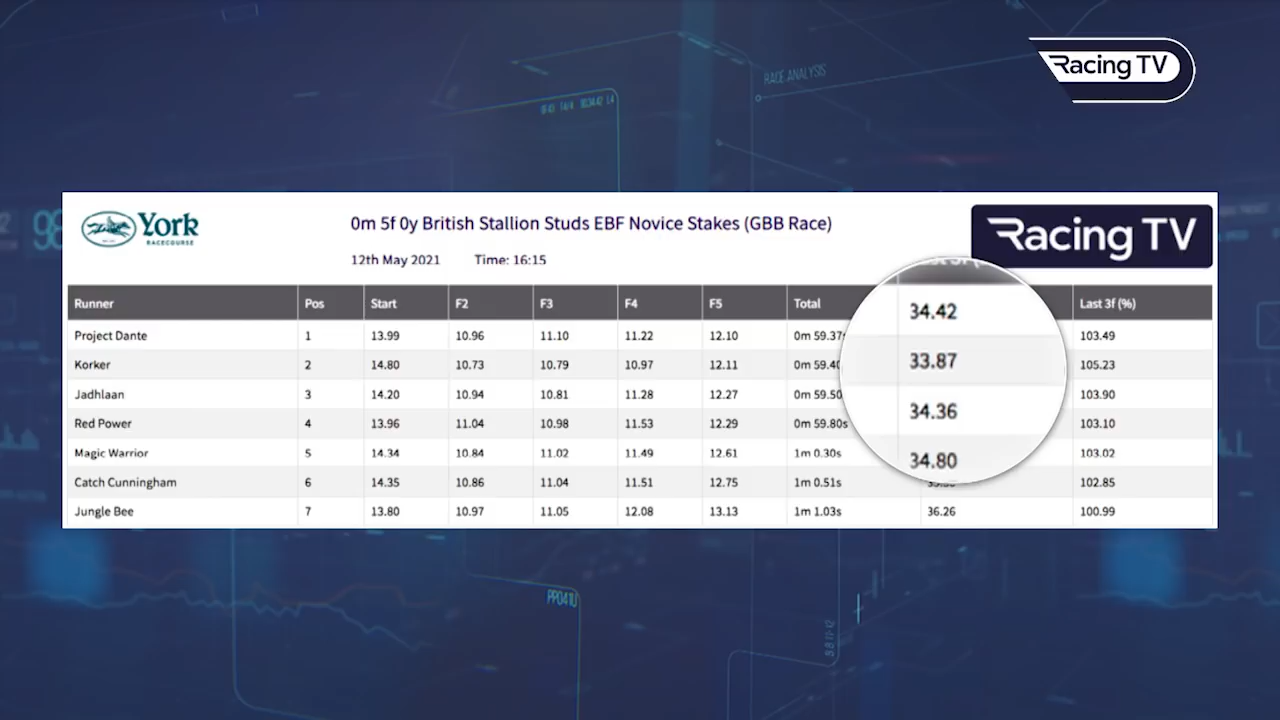 RACE ANALYSIS
Racing TV
York
RACECOURSE
0m 5f 0y British Stallion Studs EBF Novice Stakes (GBB Race)
12th May 2021 Time: 16:15
Racing TV
Runner Pos Start F2 F3 F4 F5 Total Last 3f (%)
Project Dante 1 13.99 10.96 11.10 11.22 12.10 0m 59.37s 34.42 103.49
Korker 2 14.80 10.73 10.79 10.97 12.11 0m 59.40 33.87 105.23
Jadhlaan 3 14.20 10.94 10.81 11.28 12.27 0m 59.50 34.36 103.90
Red Power 4 13.96 11.04 10.98 11.53 12.29 0m 59.80s 34.80 103.10
Magic Warrior 5 14.34 10.84 11.02 11.49 12.61 1m 0.30s 103.02
Catch Cunningham 6 14.35 10.86 11.04 11.51 12.75 1m 0.51s 102.85
Jungle Bee 7 13.80 10.97 11.05 12.08 13.13 1m 1.03s 36.26 100.99
PP041U